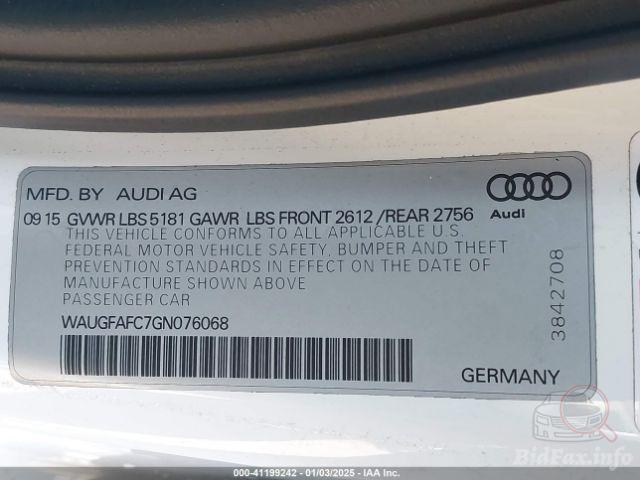 MFD. BY AUDI AG
Audi
09 15 GVWR LBS 5181 GAWR LBS FRONT 2612 /REAR 2756
THIS VEHICLE CONFORMS TO ALL APPLICABLE U.S.
FEDERAL MOTOR VEHICLE SAFETY, BUMPER AND THEFT
PREVENTION STANDARDS IN EFFECT ON THE DATE OF
MANUFACTURE SHOWN ABOVE
PASSENGER CAR
WAUGFAFC7GN076068
3842708
GERMANY
BidFax.info
000-41199242 - 01/03/2025 - IAA Inc.